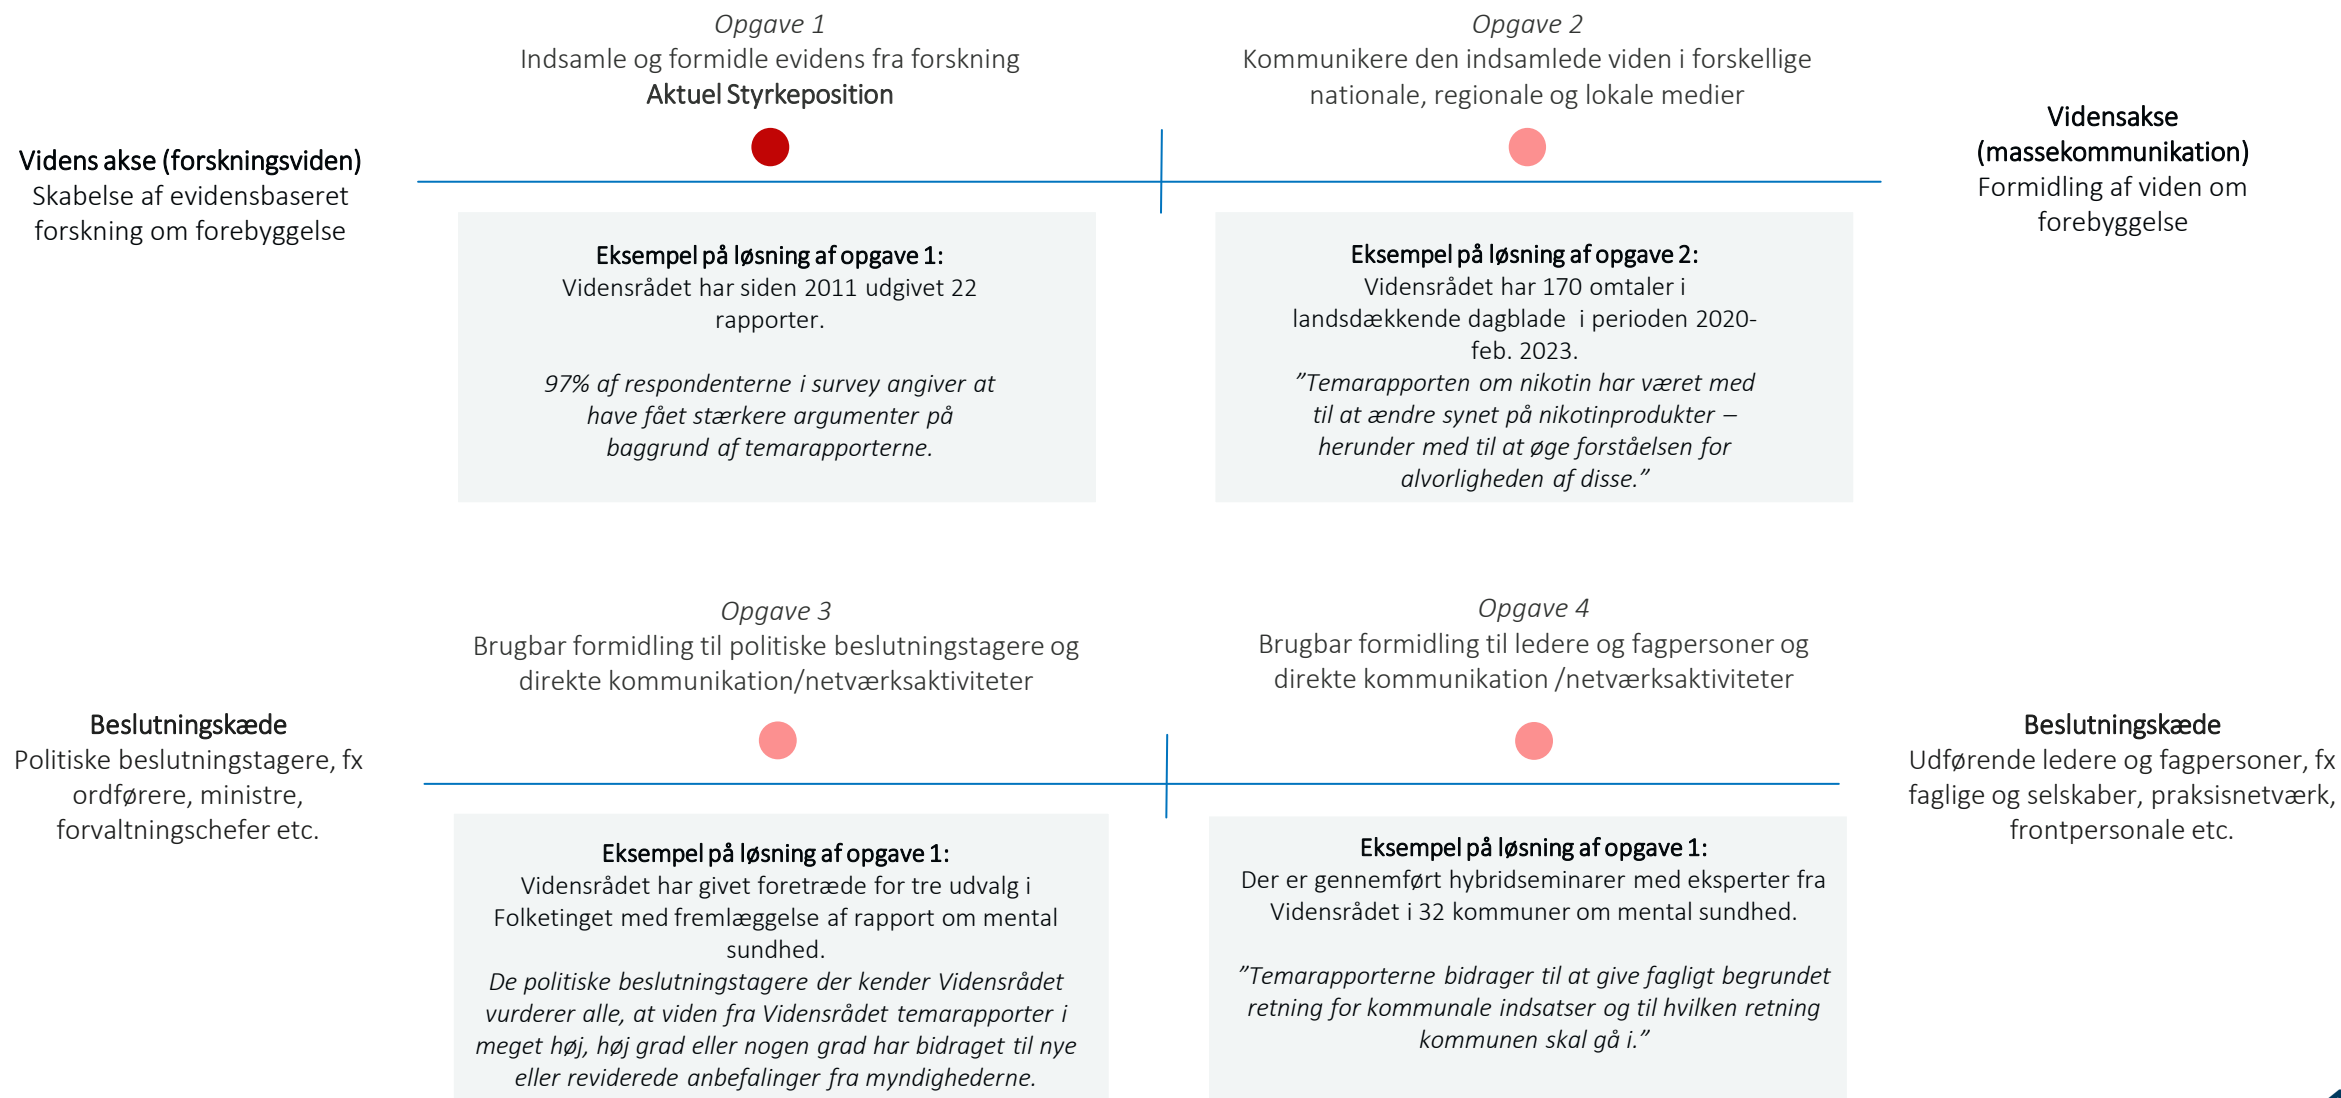 Opgave 1
Indsamle og formidle evidens fra forskning
Aktuel Styrkeposition
Opgave 2
Kommunikere den indsamlede viden i forskellige
nationale, regionale og lokale medier
Videns akse (forskningsviden)
Skabelse af evidensbaseret
forskning om forebyggelse
Vidensakse
(massekommunikation)
Formidling af viden om
forebyggelse
Eksempel på løsning af opgave 1:
Vidensrådet har siden 2011 udgivet 22
rapporter.
97% af respondenterne i survey angiver at
have fået stærkere argumenter på
baggrund af temarapporterne.
Eksempel på løsning af opgave 2:
Vidensrådet har 170 omtaler i
landsdækkende dagblade  i perioden 2020-
feb. 2023.
”Temarapporten om nikotin har været med
til at ændre synet på nikotinprodukter –
herunder med til at øge forståelsen for
alvorligheden af disse.”
Opgave 3
Brugbar formidling til politiske beslutningstagere og
direkte kommunikation/netværksaktiviteter
Opgave 4
Brugbar formidling til ledere og fagpersoner og
direkte kommunikation /netværksaktiviteter
Beslutningskæde
Politiske beslutningstagere, fx
ordførere, ministre,
forvaltningschefer etc.
Beslutningskæde
Udførende ledere og fagpersoner, fx
faglige og selskaber, praksisnetværk,
frontpersonale etc.
Eksempel på løsning af opgave 1:
Vidensrådet har givet foretræde for tre udvalg i
Folketinget med fremlæggelse af rapport om mental
sundhed.
De politiske beslutningstagere der kender Vidensrådet
vurderer alle, at viden fra Vidensrådet temarapporter i
meget høj, høj grad eller nogen grad har bidraget til nye
eller reviderede anbefalinger fra myndighederne.
Eksempel på løsning af opgave 1:
Der er gennemført hybridseminarer med eksperter fra
Vidensrådet i 32 kommuner om mental sundhed.
”Temarapporterne bidrager til at give fagligt begrundet
retning for kommunale indsatser og til hvilken retning
kommunen skal gå i.”